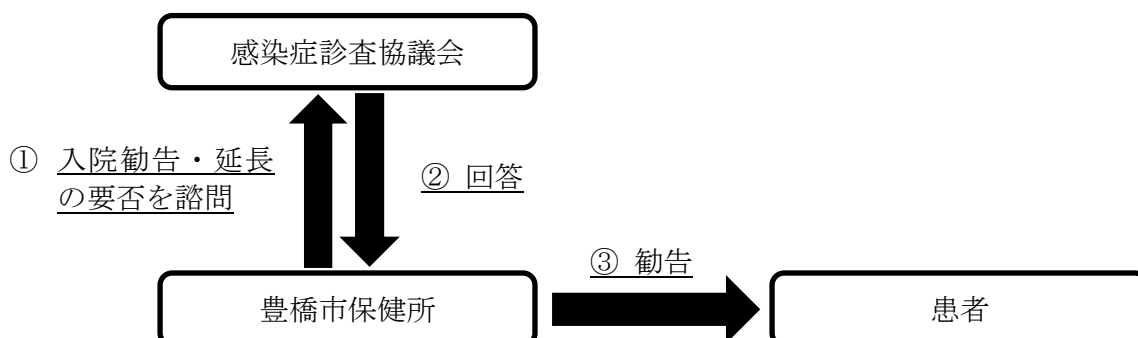 感染症診査協議会
① 入院勧告・延長
の要否を諮問
② 回答
③ 勧告
豊橋市保健所
患者